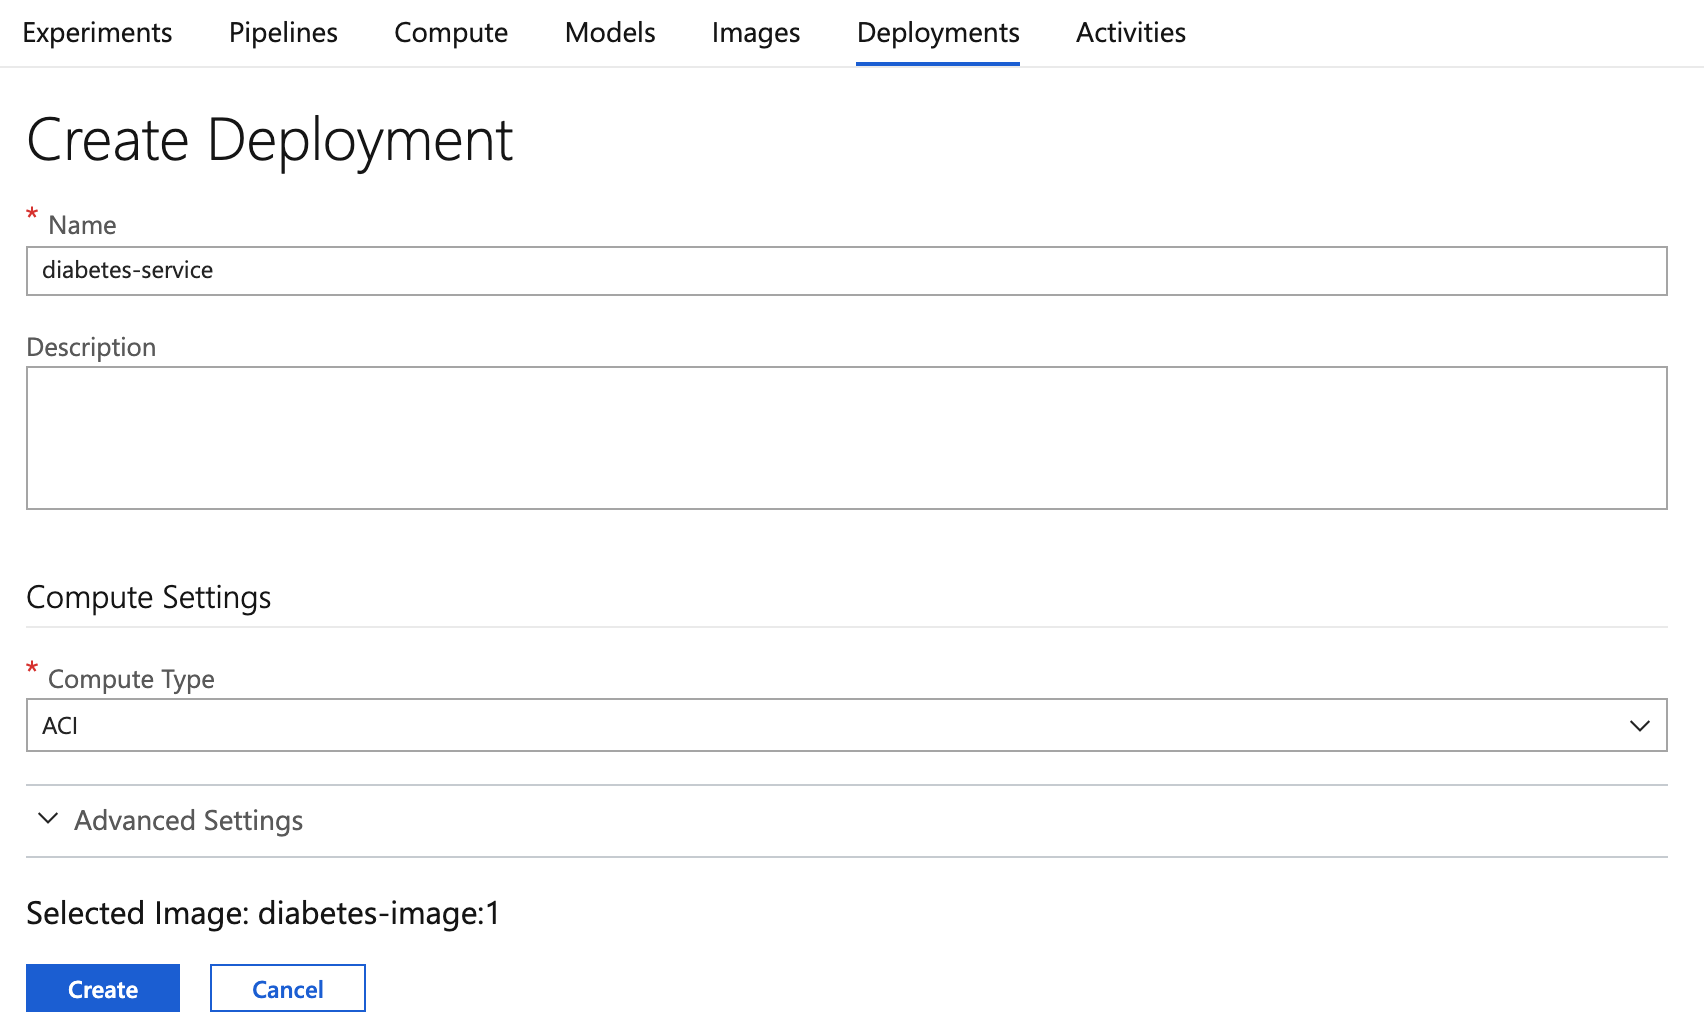 Experiments Pipelines Compute Models Images Deployments Activities
Create Deployment
* Name
diabetes-service
Description
Compute Settings
* Compute Type
ACI
Advanced Settings
Selected Image: diabetes-image:1
Create Cancel